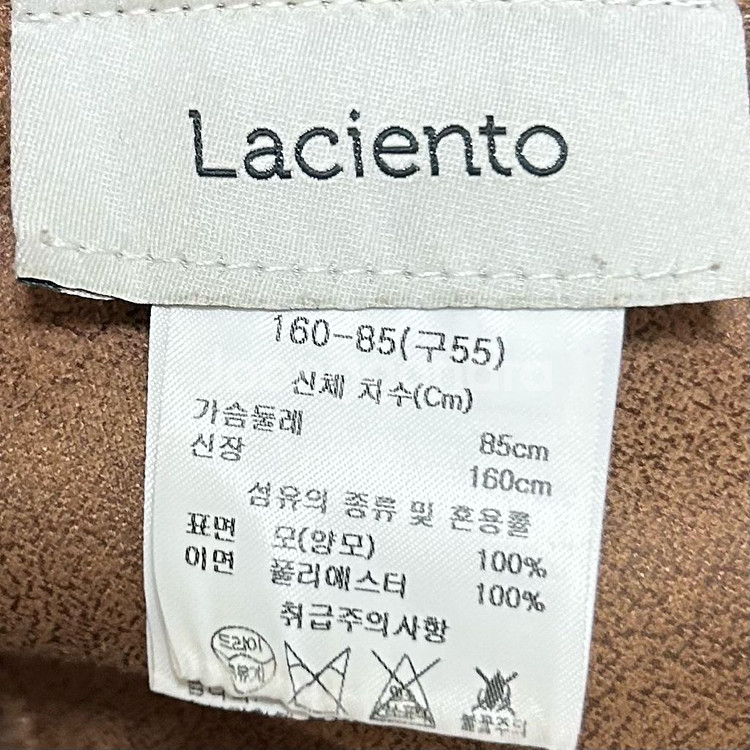 Laciento
160-85(구55)
신체 치수(Cm)
가슴둘레 85cm
신장 160cm
섬유의 종류 및 혼용률
표면 모(양모) 100%
이면 폴리에스터 100%
취급주의사항
드라이